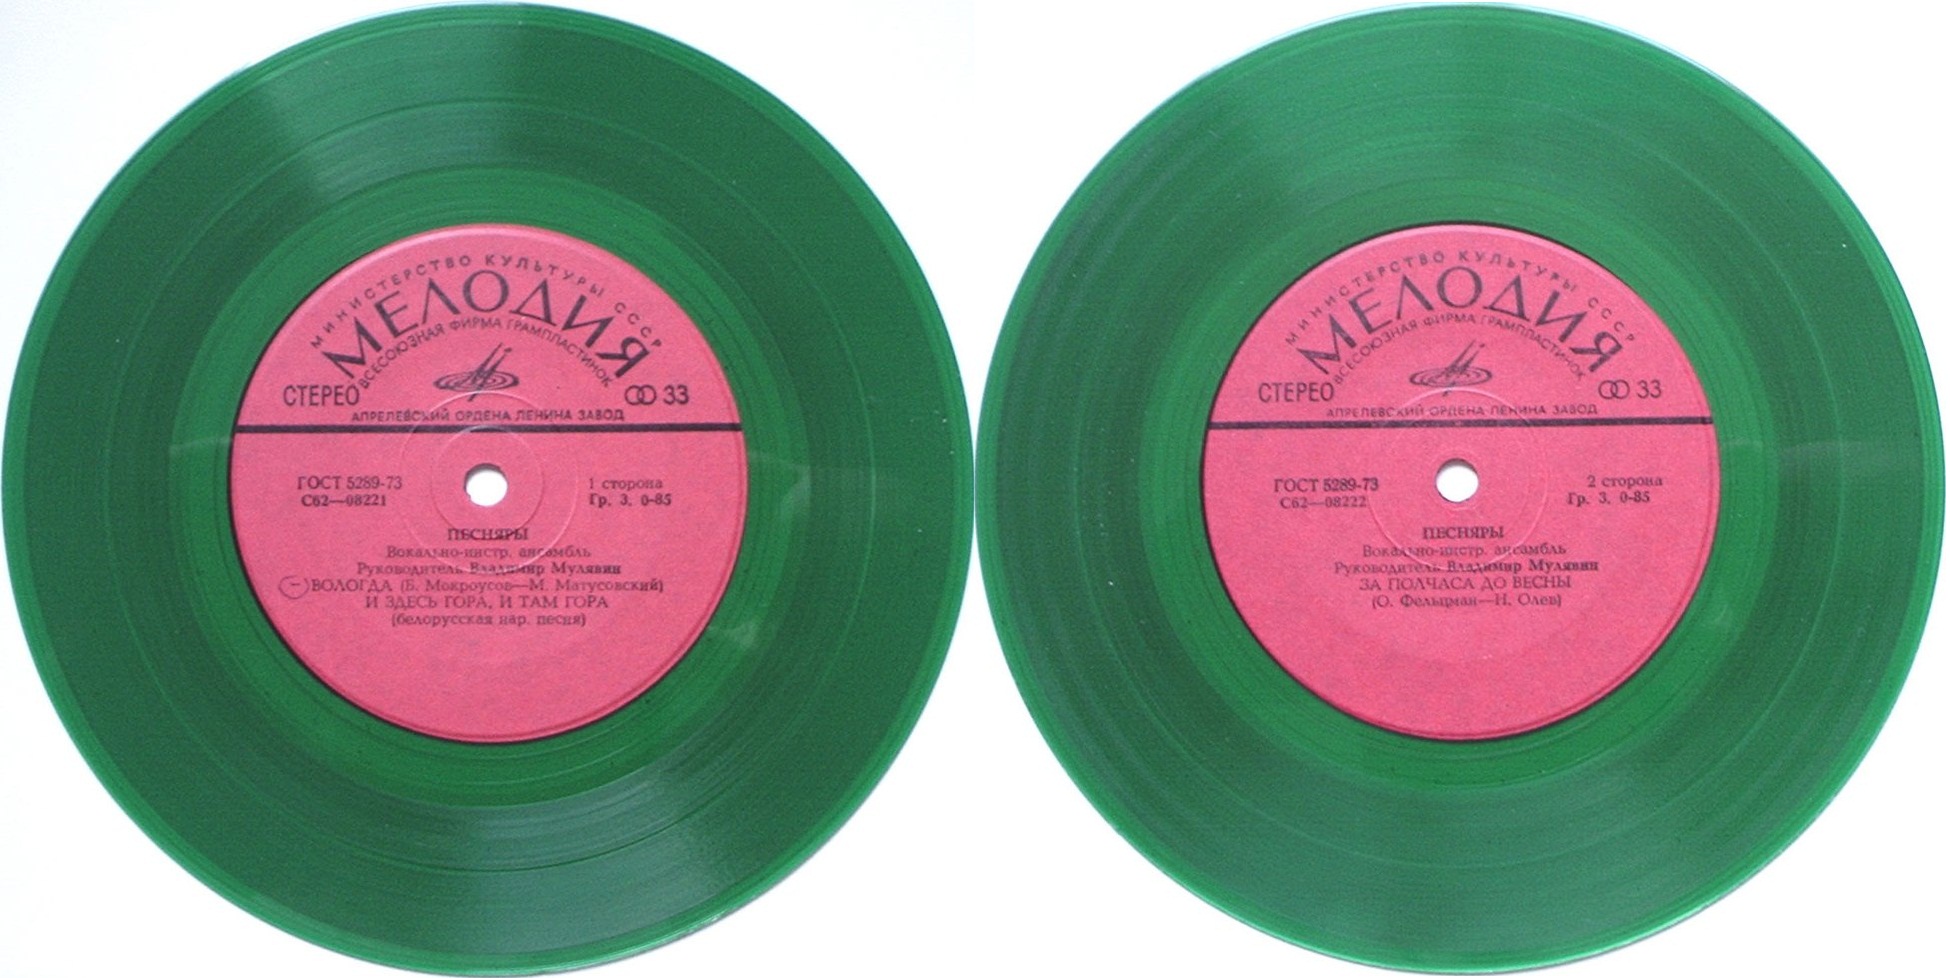 МИНИСТЕРСТВО КУЛЬТУРЫ СССР
МЕЛОДИЯ
ВСЕСОЮЗНАЯ ФИРМА ГРАМПЛАСТИНОК
СТЕРЕО 33
АПРЕЛЕВСКИЙ ОРДЕНА ЛЕНИНА ЗАВОД
ГОСТ 5289-73 1 сторона
С62—08221 Гр. 3. 0-85
ПЕСНЯРЫ
Вокально-инстр. ансамбль
Руководитель Владимир Мулявин
ВОЛОГДА (Б. Мокроусов—М. Матусовский)
И ЗДЕСЬ ГОРА, И ТАМ ГОРА
(белорусская нар. песня)
МИНИСТЕРСТВО КУЛЬТУРЫ СССР
МЕЛОДИЯ
ВСЕСОЮЗНАЯ ФИРМА ГРАМПЛАСТИНОК
СТЕРЕО 33
АПРЕЛЕВСКИЙ ОРДЕНА ЛЕНИНА ЗАВОД
ГОСТ 5289-73 2 сторона
С62—08222 Гр. 3. 0-85
ПЕСНЯРЫ
Вокально-инстр. ансамбль
Руководитель Владимир Мулявин
ЗА ПОЛЧАСА ДО ВЕСНЫ
(О. Фельцман—Н. Олев)